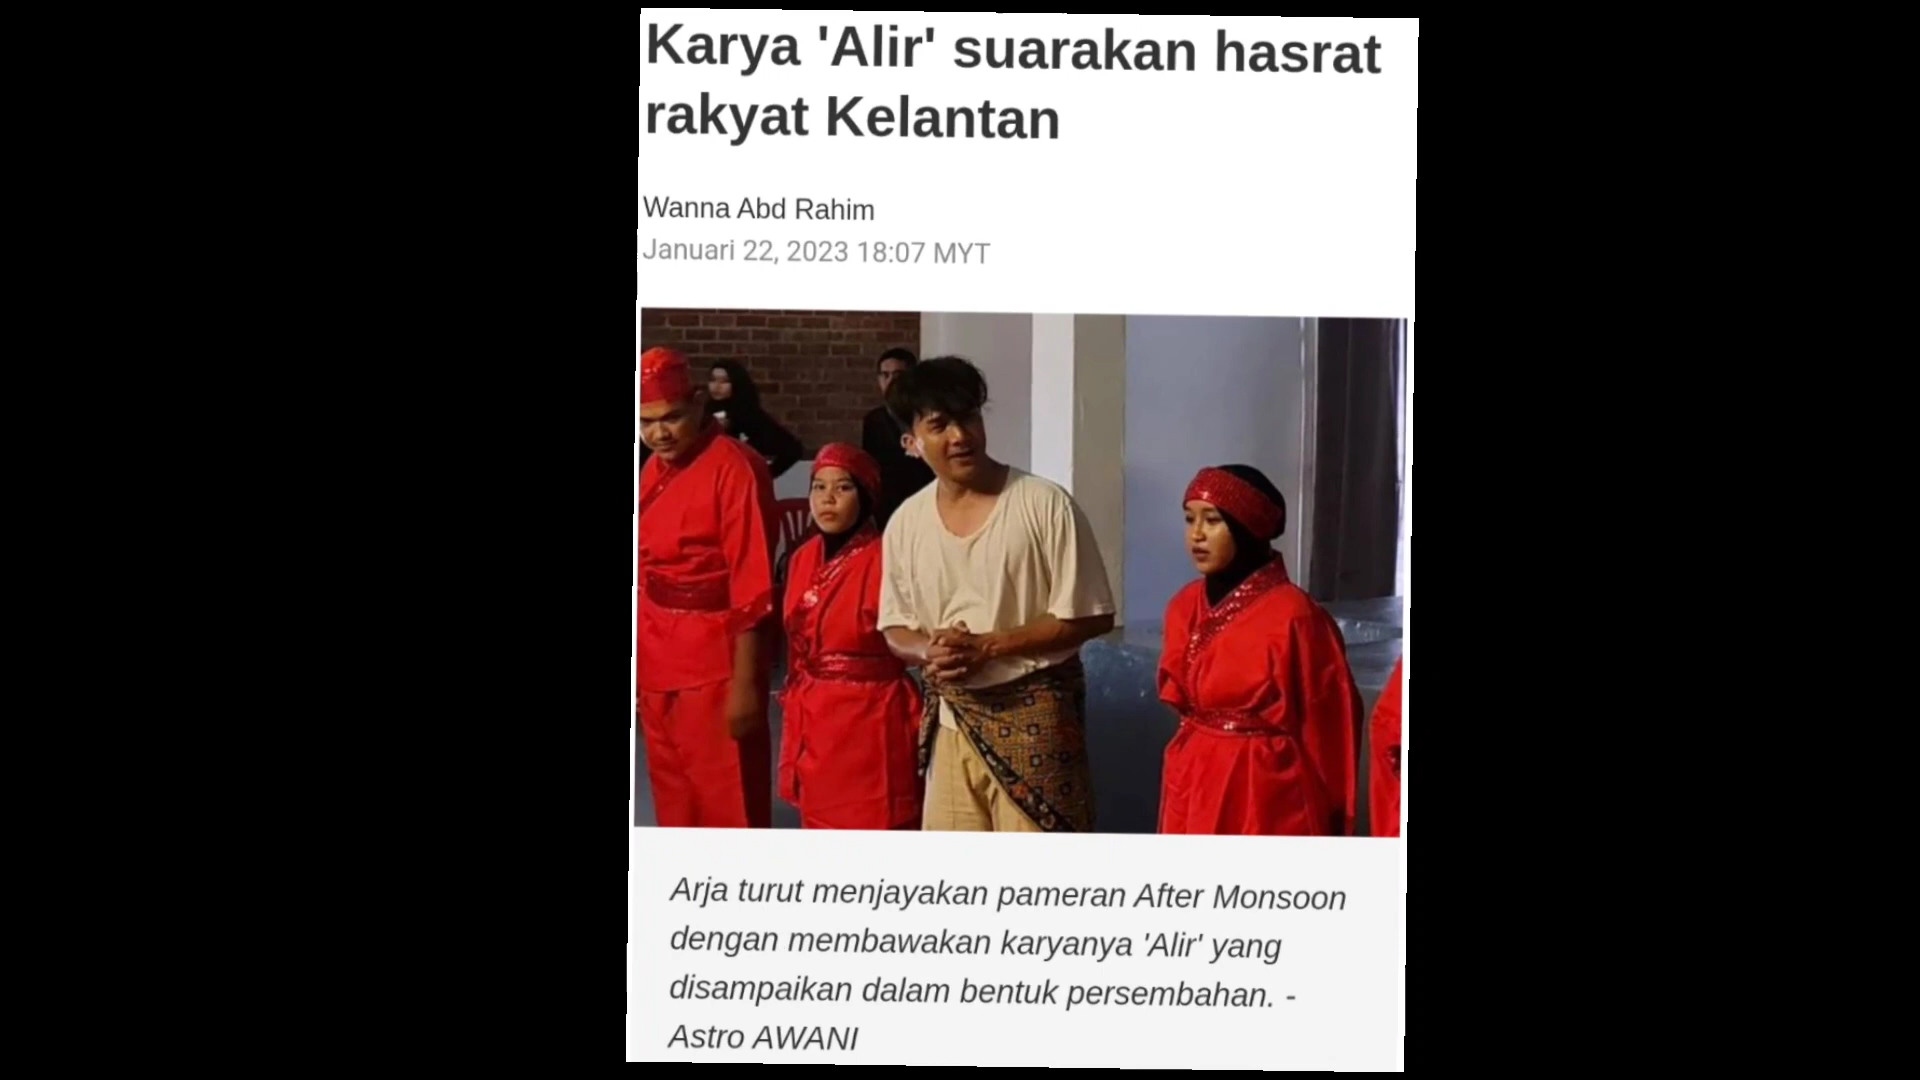 Karya 'Alir' suarakan hasrat
rakyat Kelantan
Wanna Abd Rahim
Januari 22, 2023 18:07 MYT
Arja turut menjayakan pameran After Monsoon
dengan membawakan karyanya 'Alir' yang
disampaikan dalam bentuk persembahan. -
Astro AWANI